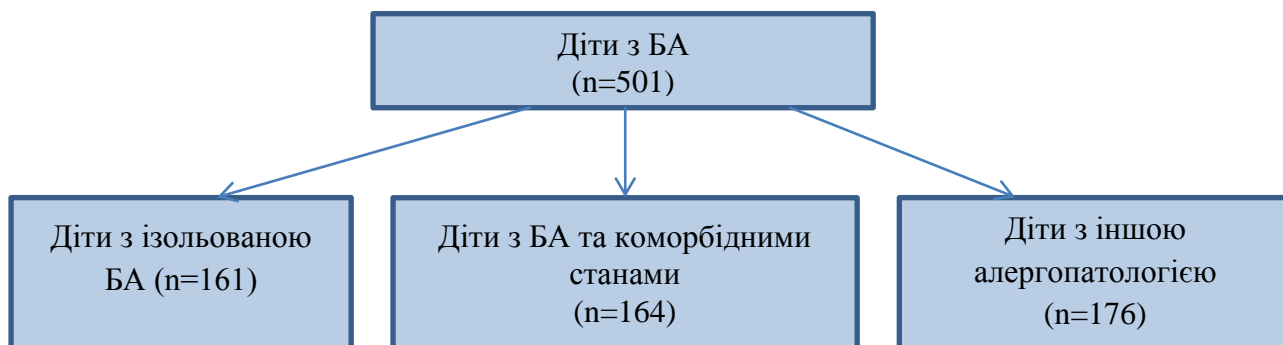 Діти з БА
(n=501)
Діти з ізольованою
БА (n=161)
Діти з БА та коморбідними
станами
(n=164)
Діти з іншою
алергопатологією
(n=176)